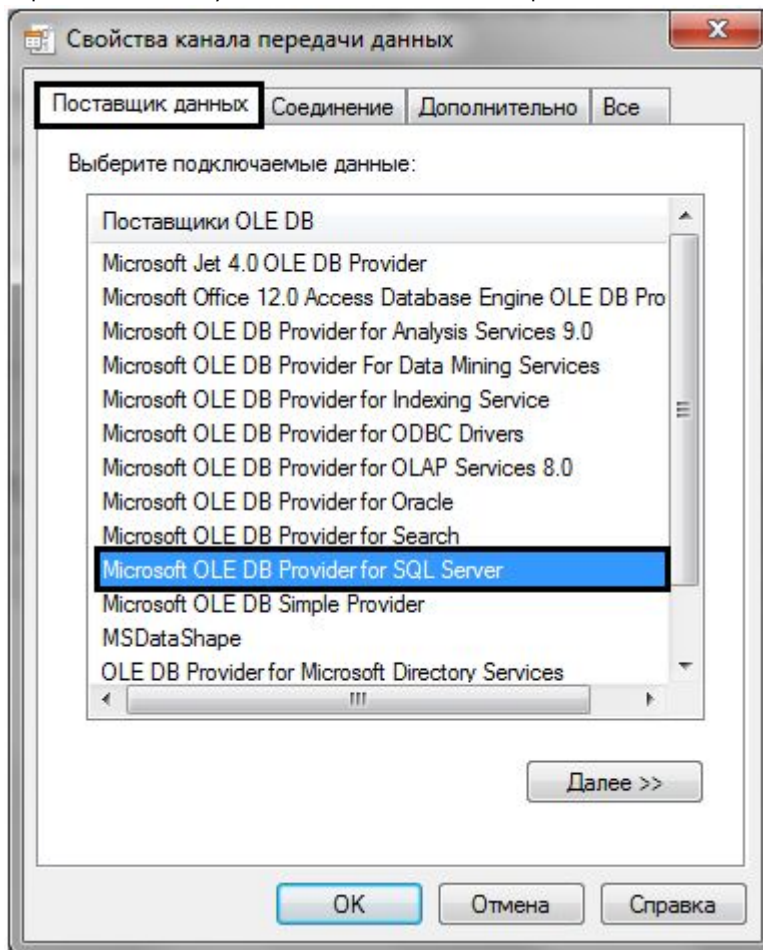 Свойства канала передачи данных
Поставщик данных Соединение Дополнительно Все
Выберите подключаемые данные:
Поставщики OLE DB
Microsoft Jet 4.0 OLE DB Provider
Microsoft Office 12.0 Access Database Engine OLE DB Pro
Microsoft OLE DB Provider for Analysis Services 9.0
Microsoft OLE DB Provider For Data Mining Services
Microsoft OLE DB Provider for Indexing Service
Microsoft OLE DB Provider for ODBC Drivers
Microsoft OLE DB Provider for OLAP Services 8.0
Microsoft OLE DB Provider for Oracle
Microsoft OLE DB Provider for Search
Microsoft OLE DB Provider for SQL Server
Microsoft OLE DB Simple Provider
MSDataShape
OLE DB Provider for Microsoft Directory Services
Далее >>
ОК Отмена Справка